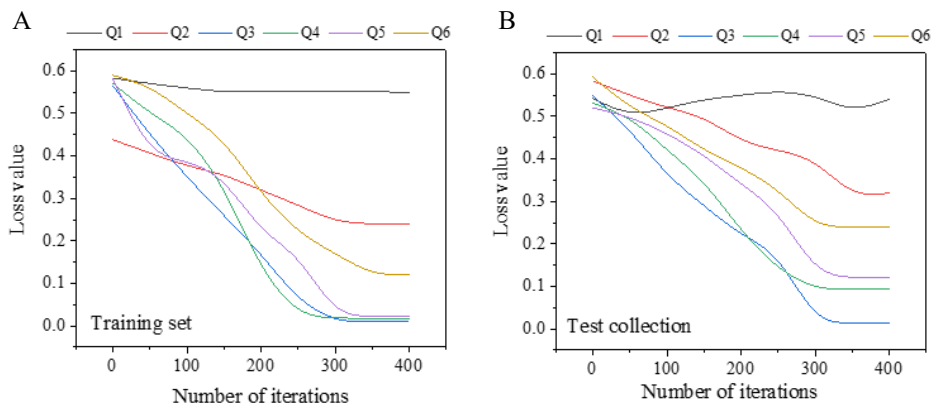 A
Q1 Q2 Q3 Q4 Q5 Q6
0.6
0.5
0.4
0.3
0.2
0.1
0.0
Loss value
Training set
0 100 200 300 400
Number of iterations
B
Q1 Q2 Q3 Q4 Q5 Q6
0.6
0.5
0.4
0.3
0.2
0.1
0.0
Loss value
Test collection
0 100 200 300 400
Number of iterations